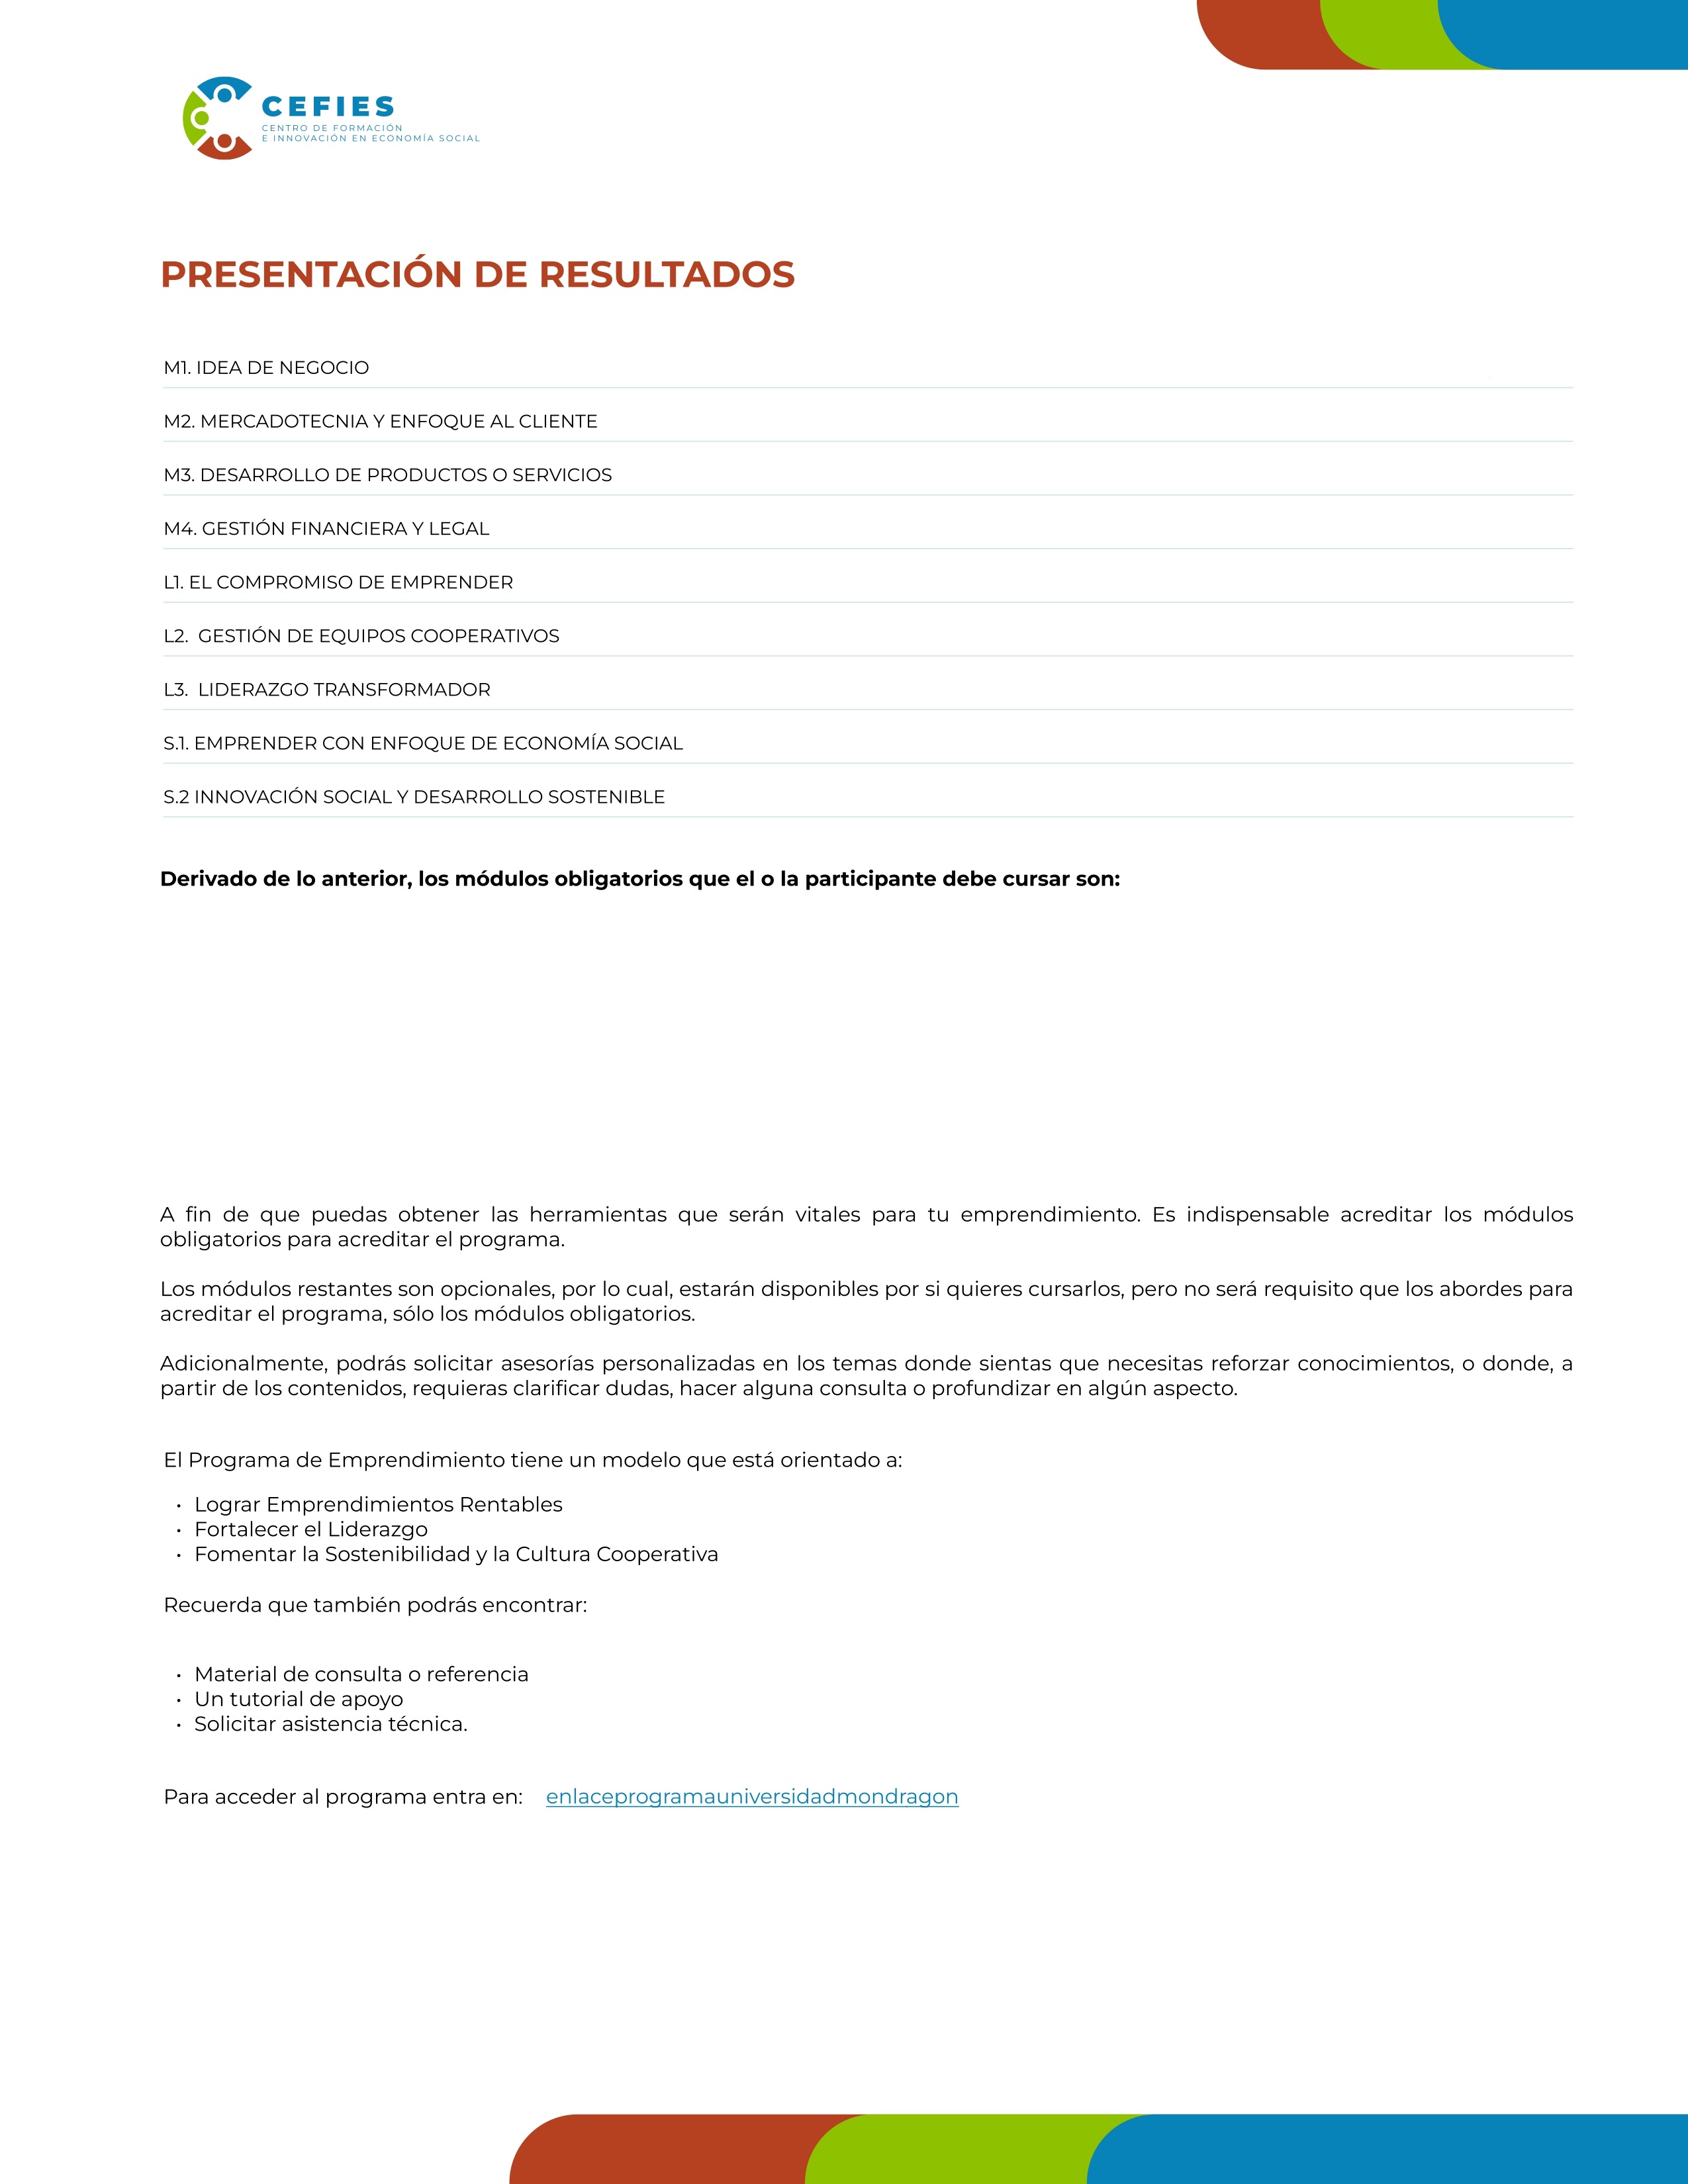 CEFIES
CENTRO DE FORMACIÓN
E INNOVACIÓN EN ECONOMÍA SOCIAL
PRESENTACIÓN DE RESULTADOS
M1. IDEA DE NEGOCIO
M2. MERCADOTECNIA Y ENFOQUE AL CLIENTE
M3. DESARROLLO DE PRODUCTOS O SERVICIOS
M4. GESTIÓN FINANCIERA Y LEGAL
L1. EL COMPROMISO DE EMPRENDER
L2. GESTIÓN DE EQUIPOS COOPERATIVOS
L3. LIDERAZGO TRANSFORMADOR
S.1. EMPRENDER CON ENFOQUE DE ECONOMÍA SOCIAL
S.2 INNOVACIÓN SOCIAL Y DESARROLLO SOSTENIBLE
Derivado de lo anterior, los módulos obligatorios que el o la participante debe cursar son:
A fin de que puedas obtener las herramientas que serán vitales para tu emprendimiento. Es indispensable acreditar los módulos
obligatorios para acreditar el programa.
Los módulos restantes son opcionales, por lo cual, estarán disponibles por si quieres cursarlos, pero no será requisito que los abordes para
acreditar el programa, sólo los módulos obligatorios.
Adicionalmente, podrás solicitar asesorías personalizadas en los temas donde sientas que necesitas reforzar conocimientos, o donde, a
partir de los contenidos, requieras clarificar dudas, hacer alguna consulta o profundizar en algún aspecto.
El Programa de Emprendimiento tiene un modelo que está orientado a:
• Lograr Emprendimientos Rentables
• Fortalecer el Liderazgo
• Fomentar la Sostenibilidad y la Cultura Cooperativa
Recuerda que también podrás encontrar:
• Material de consulta o referencia
• Un tutorial de apoyo
• Solicitar asistencia técnica.
Para acceder al programa entra en: enlaceprogramauniversidadmondragon